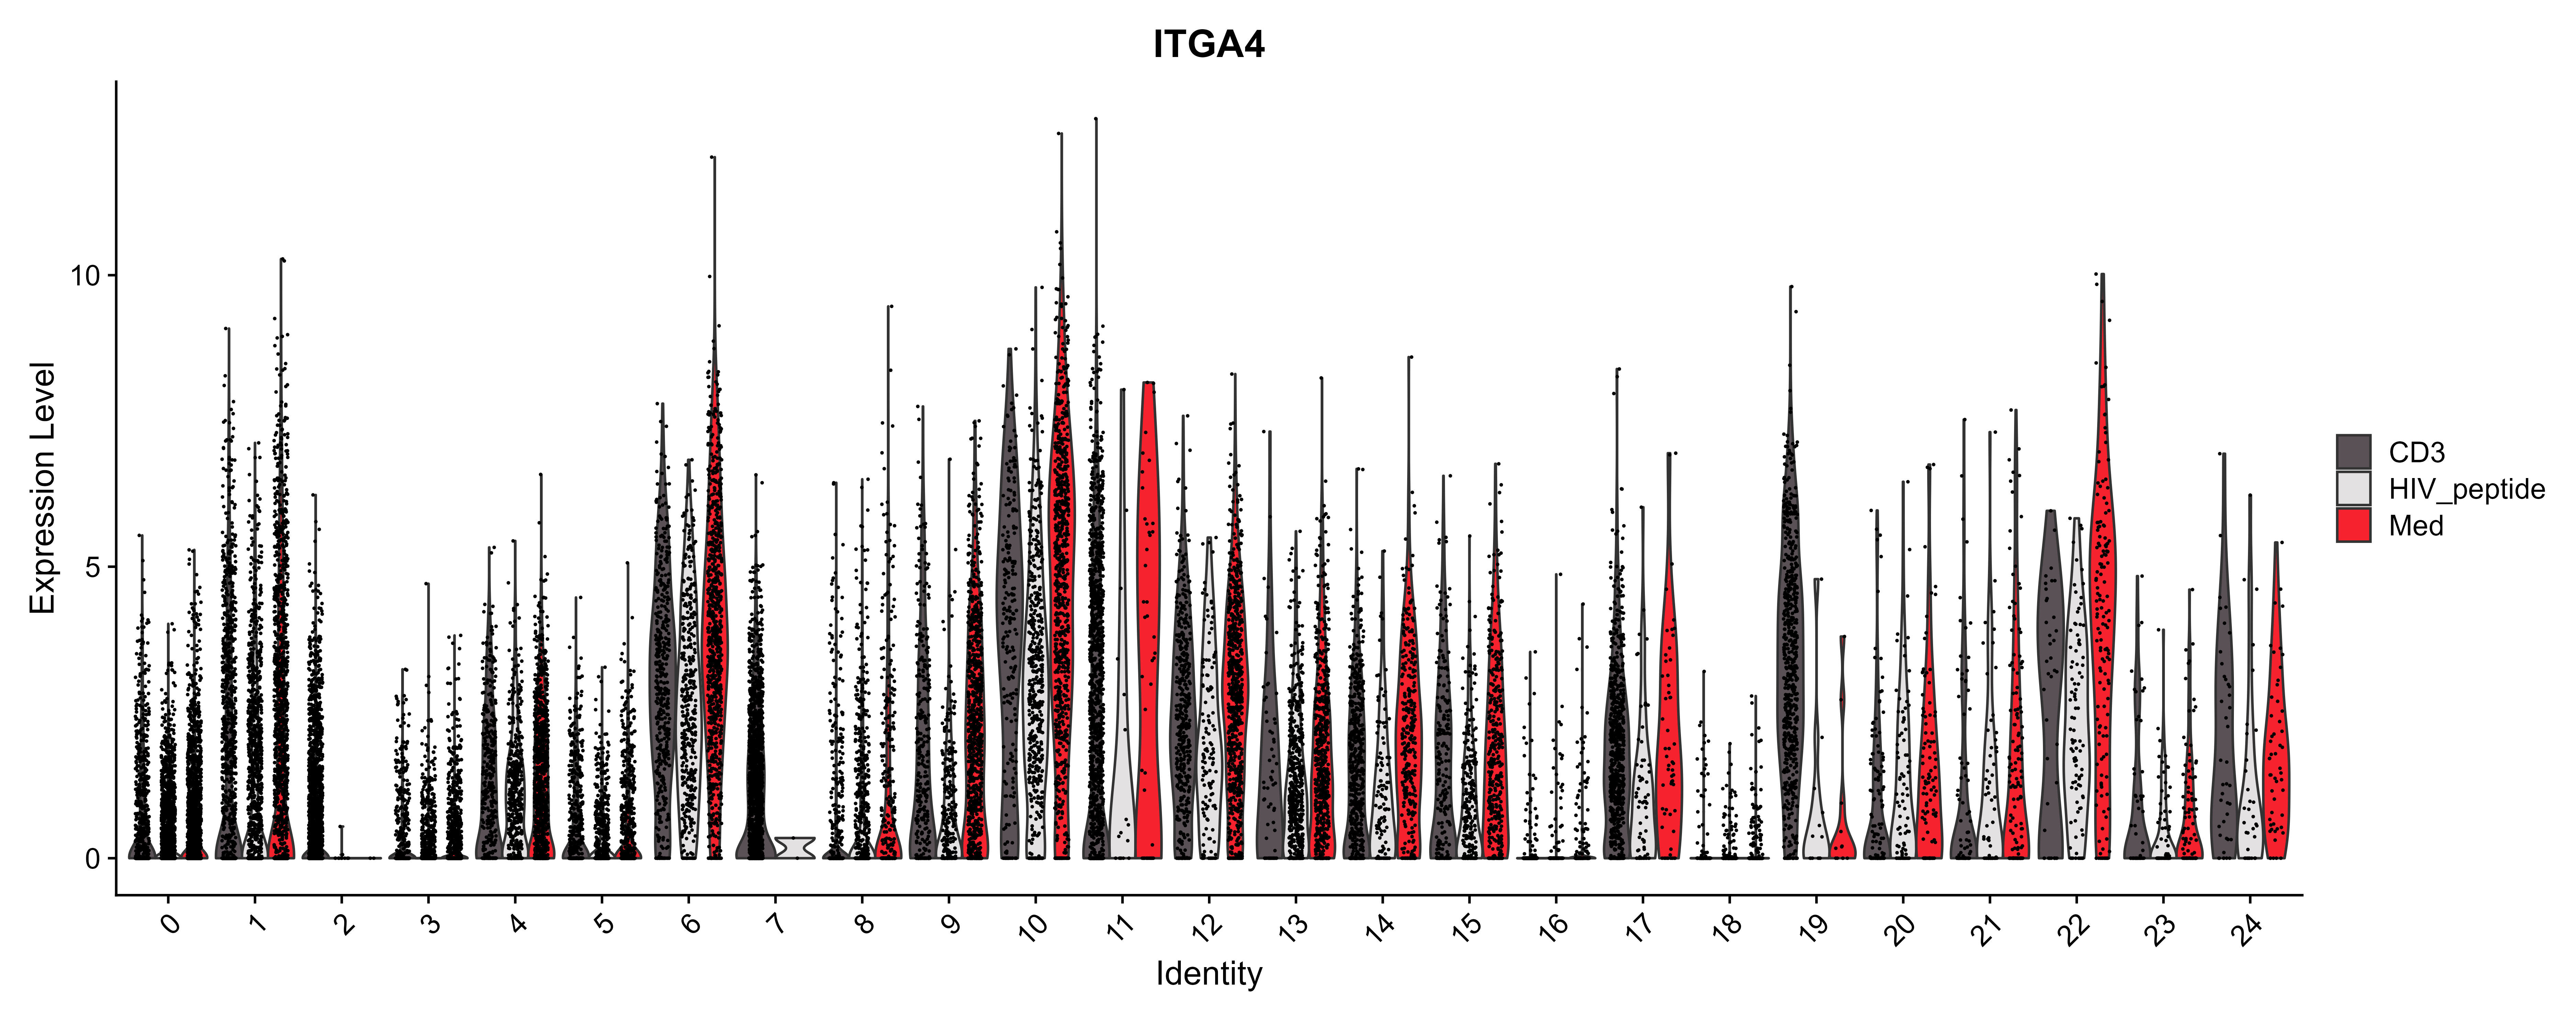 ITGA4
Expression Level
10
5
0
0 1 2 3 4 5 6 7 8 9 10 11 12 13 14 15 16 17 18 19 20 21 22 23 24
Identity
CD3
HIV_peptide
Med